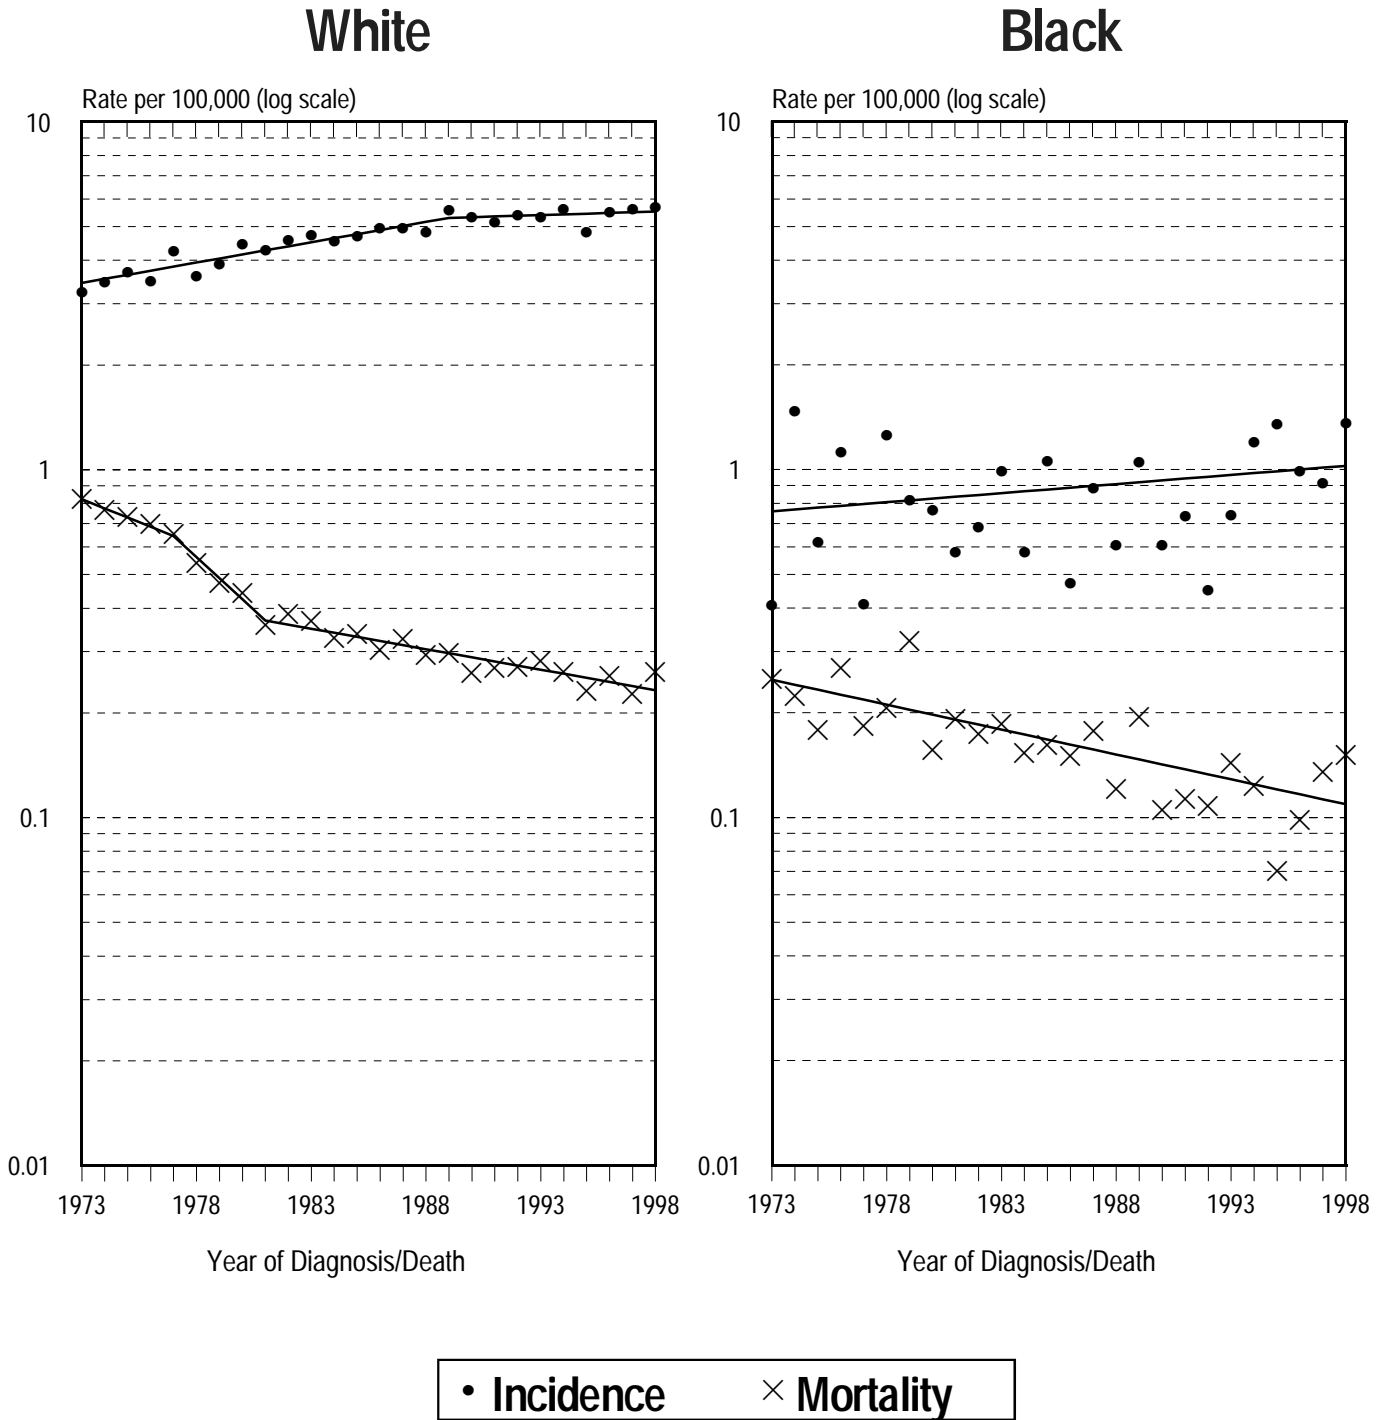 White
Rate per 100,000 (log scale)
10
1
0.1
0.01
1973 1978 1983 1988 1993 1998
Year of Diagnosis/Death
Black
Rate per 100,000 (log scale)
10
1
0.1
0.01
1973 1978 1983 1988 1993 1998
Year of Diagnosis/Death
Incidence Mortality